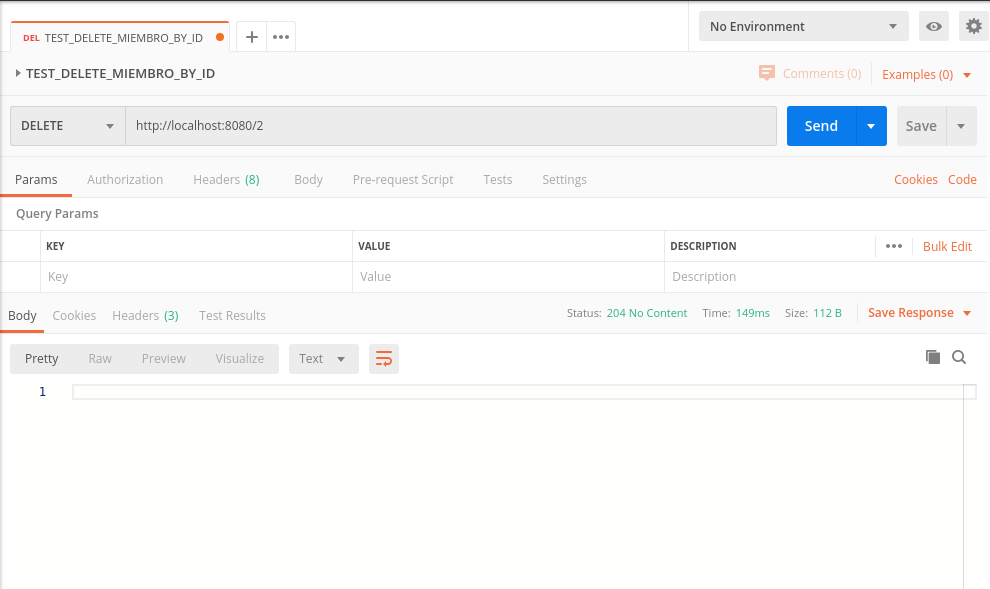 DEL TEST_DELETE_MIEMBRO_BY_ID
No Environment
TEST_DELETE_MIEMBRO_BY_ID
Comments (0) Examples (0)
DELETE http://localhost:8080/2 Send Save
Params Authorization Headers (8) Body Pre-request Script Tests Settings Cookies Code
Query Params
KEY VALUE DESCRIPTION Bulk Edit
Key Value Description
Body Cookies Headers (3) Test Results Status: 204 No Content Time: 149ms Size: 112 B Save Response
Pretty Raw Preview Visualize Text
1